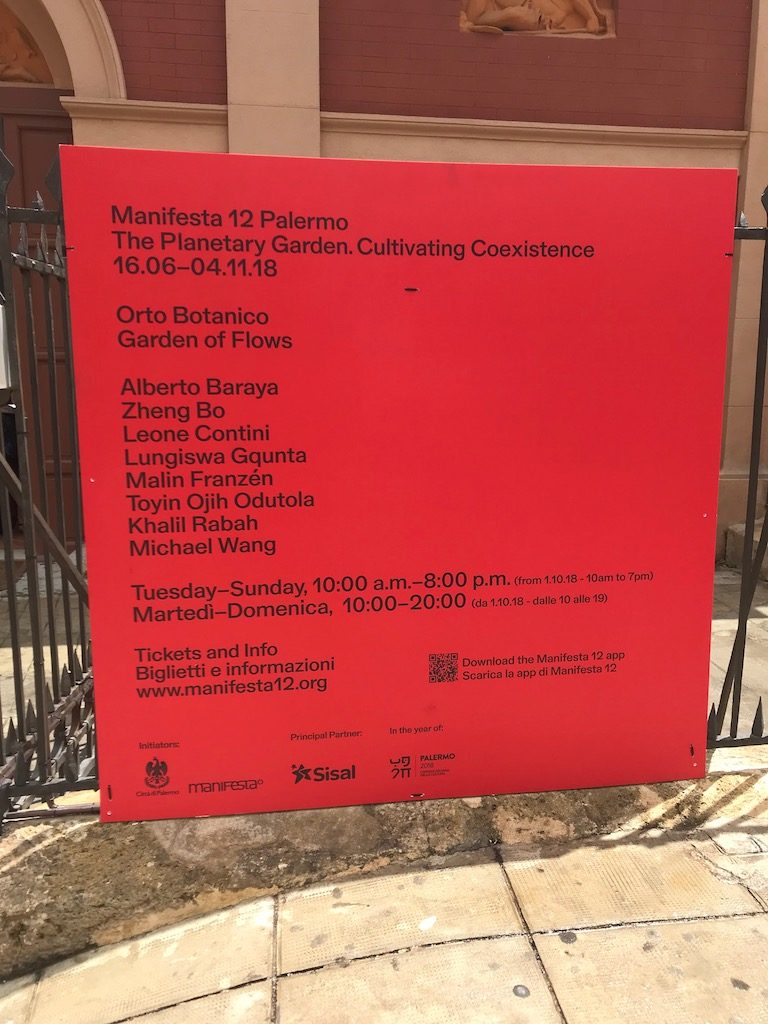 Manifesta 12 Palermo
The Planetary Garden. Cultivating Coexistence
16.06–04.11.18
Orto Botanico
Garden of Flows
Alberto Baraya
Zheng Bo
Leone Contini
Lungiswa Gqunta
Malin Franzén
Toyin Ojih Odutola
Khalil Rabah
Michael Wang
Tuesday–Sunday, 10:00 a.m.–8:00 p.m. (from 1.10.18 - 10am to 7pm)
Martedì–Domenica, 10:00–20:00 (da 1.10.18 - dalle 10 alle 19)
Tickets and Info
Biglietti e informazioni
www.manifesta12.org
Download the Manifesta 12 app
Scarica la app di Manifesta 12
Initiators:
Città di Palermo
manifesta
Principal Partner:
Sisal
In the year of:
PALERMO
2018